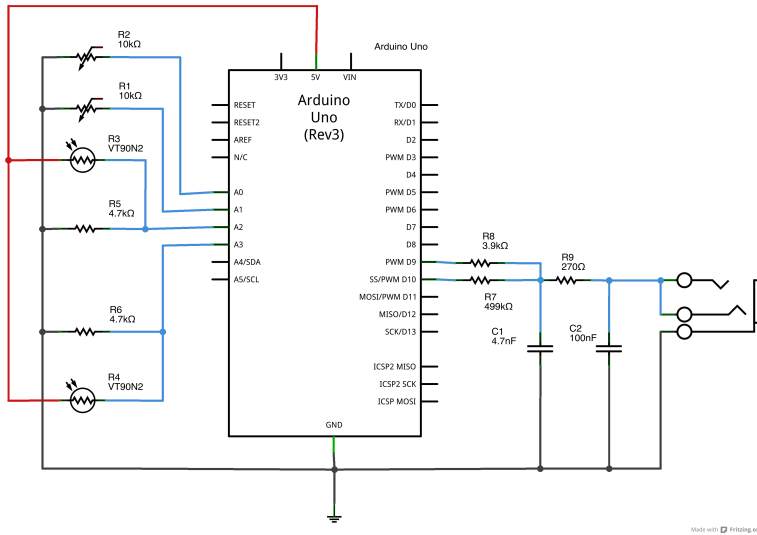 Arduino Uno
3V3
5V
VIN
Arduino
Uno
(Rev3)
RESET
RESET2
AREF
N/C
A0
A1
A2
A3
A4/SDA
A5/SCL
TX/D0
RX/D1
D2
PWM D3
D4
PWM D5
PWM D6
D7
D8
PWM D9
SS/PWM D10
MOSI/PWM D11
MISO/D12
SCK/D13
ICSP2 MISO
ICSP2 SCK
ICSP MOSI
GND
R2
10kΩ
R1
10kΩ
R3
VT90N2
R5
4.7kΩ
R6
4.7kΩ
R4
VT90N2
R8
3.9kΩ
R7
499kΩ
R9
270Ω
C1
4.7nF
C2
100nF
Made with Fritzing.o